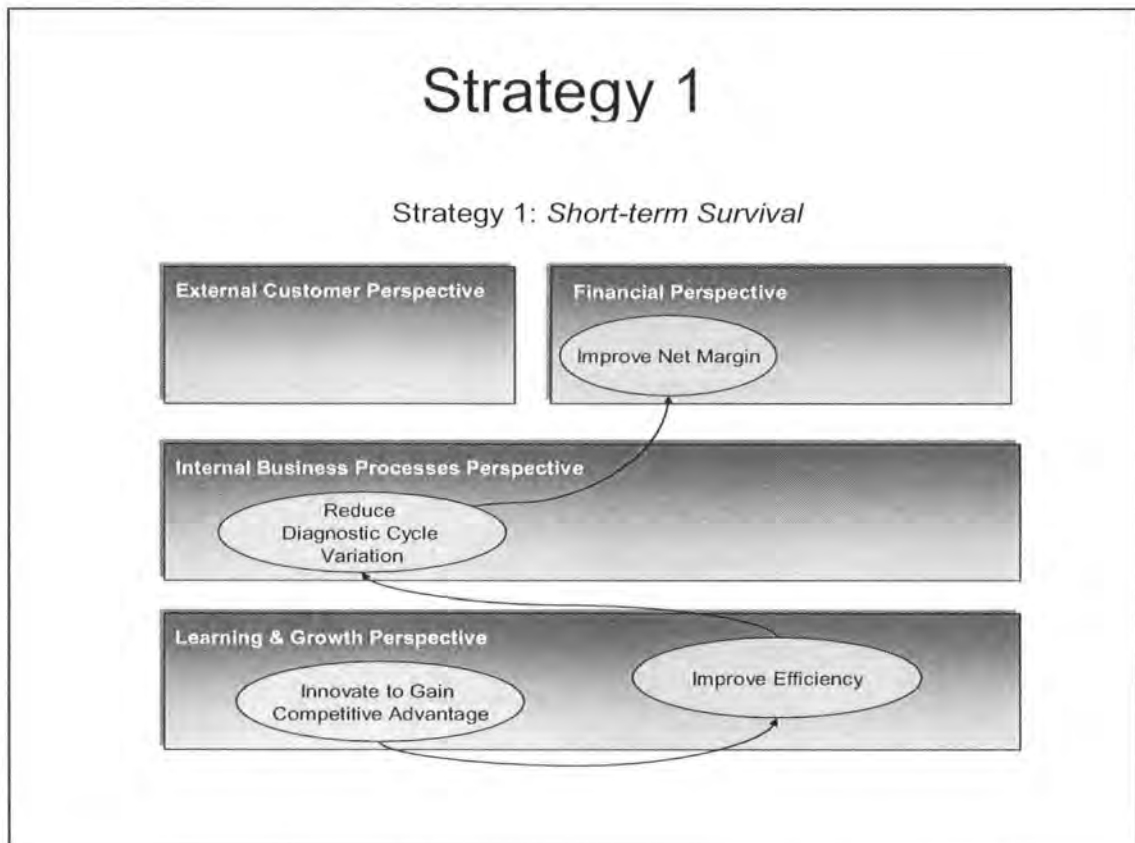 Strategy 1
Strategy 1: Short-term Survival
External Customer Perspective
Financial Perspective
Improve Net Margin
Internal Business Processes Perspective
Reduce
Diagnostic Cycle
Variation
Learning & Growth Perspective
Innovate to Gain
Competitive Advantage
Improve Efficiency